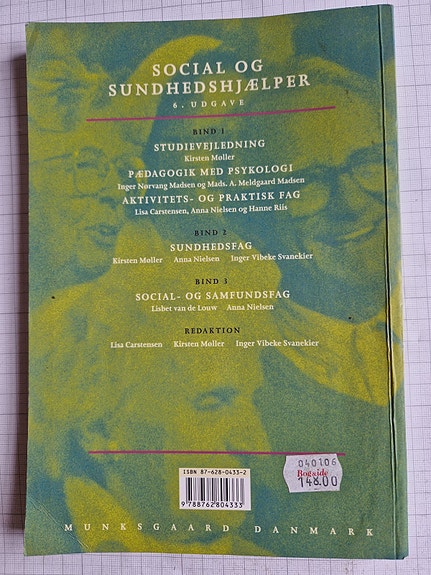 SOCIAL OG
SUNDHEDSHJÆLPER
6. UDGAVE
BIND 1
STUDIEVEJLEDNING
Kirsten Møller
PÆDAGOGIK MED PSYKOLOGI
Inger Nørvang Madsen og Mads. A. Meldgaard Madsen
AKTIVITETS- OG PRAKTISK FAG
Lisa Carstensen, Anna Nielsen og Hanne Riis
BIND 2
SUNDHEDSFAG
Kirsten Møller Anna Nielsen Inger Vibeke Svanekier
BIND 3
SOCIAL- OG SAMFUNDSFAG
Lisbet van de Louw Anna Nielsen
REDAKTION
Lisa Carstensen Kirsten Møller Inger Vibeke Svanekier
ISBN 87-628-0433-2
9788762804333
040106
Bogside
148.00
MUNKSGAARD DANMARK